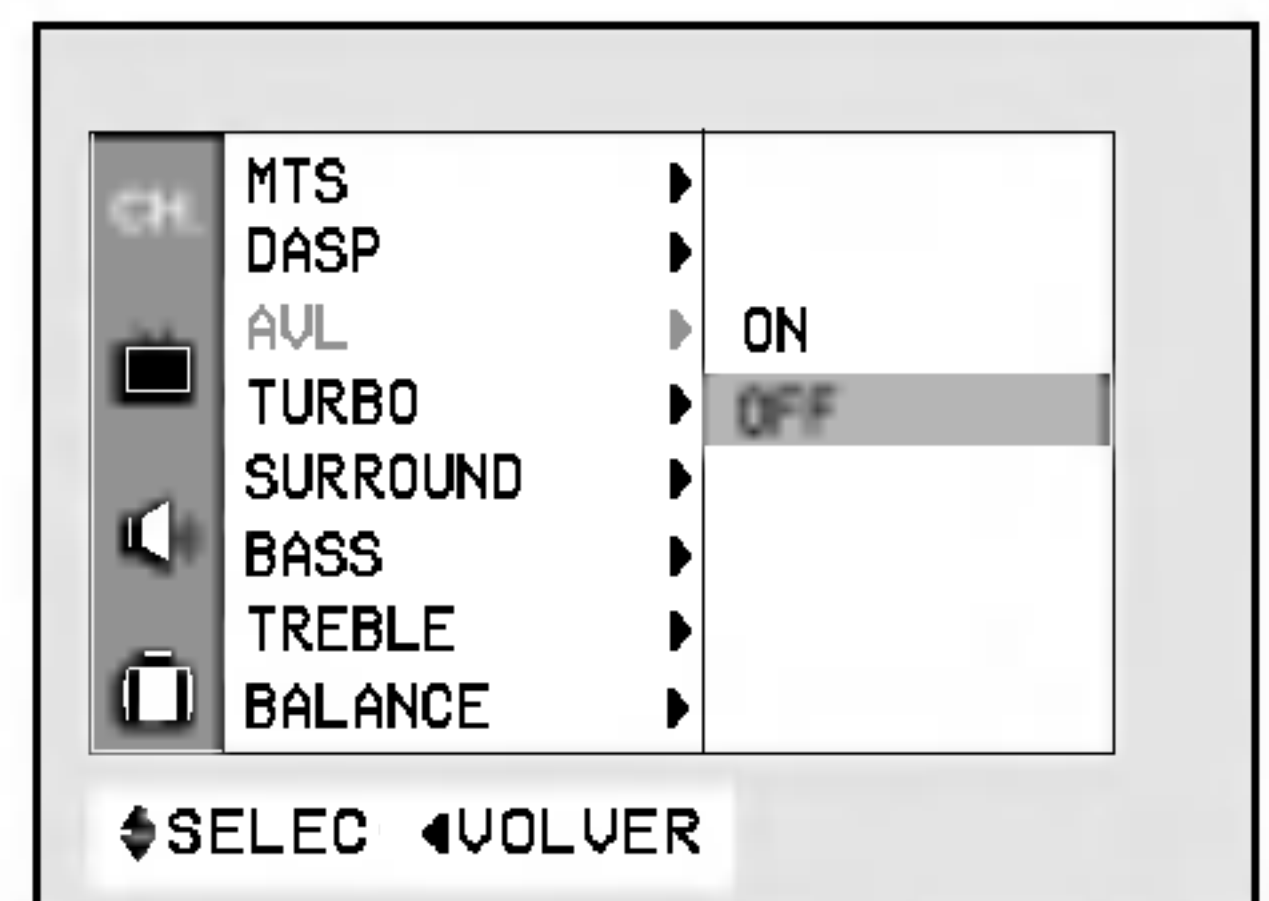 CH.
MTS
DASP
AVL
ON
TURBO
OFF
SURROUND
BASS
TREBLE
BALANCE
SELEC VOLVER